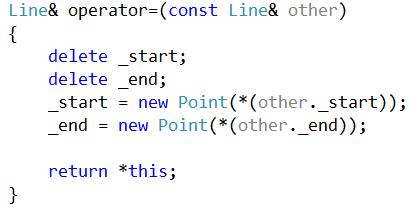 Line& operator=(const Line& other)
{
    delete _start;
    delete _end;
    _start = new Point(*(other._start));
    _end = new Point(*(other._end));

    return *this;
}